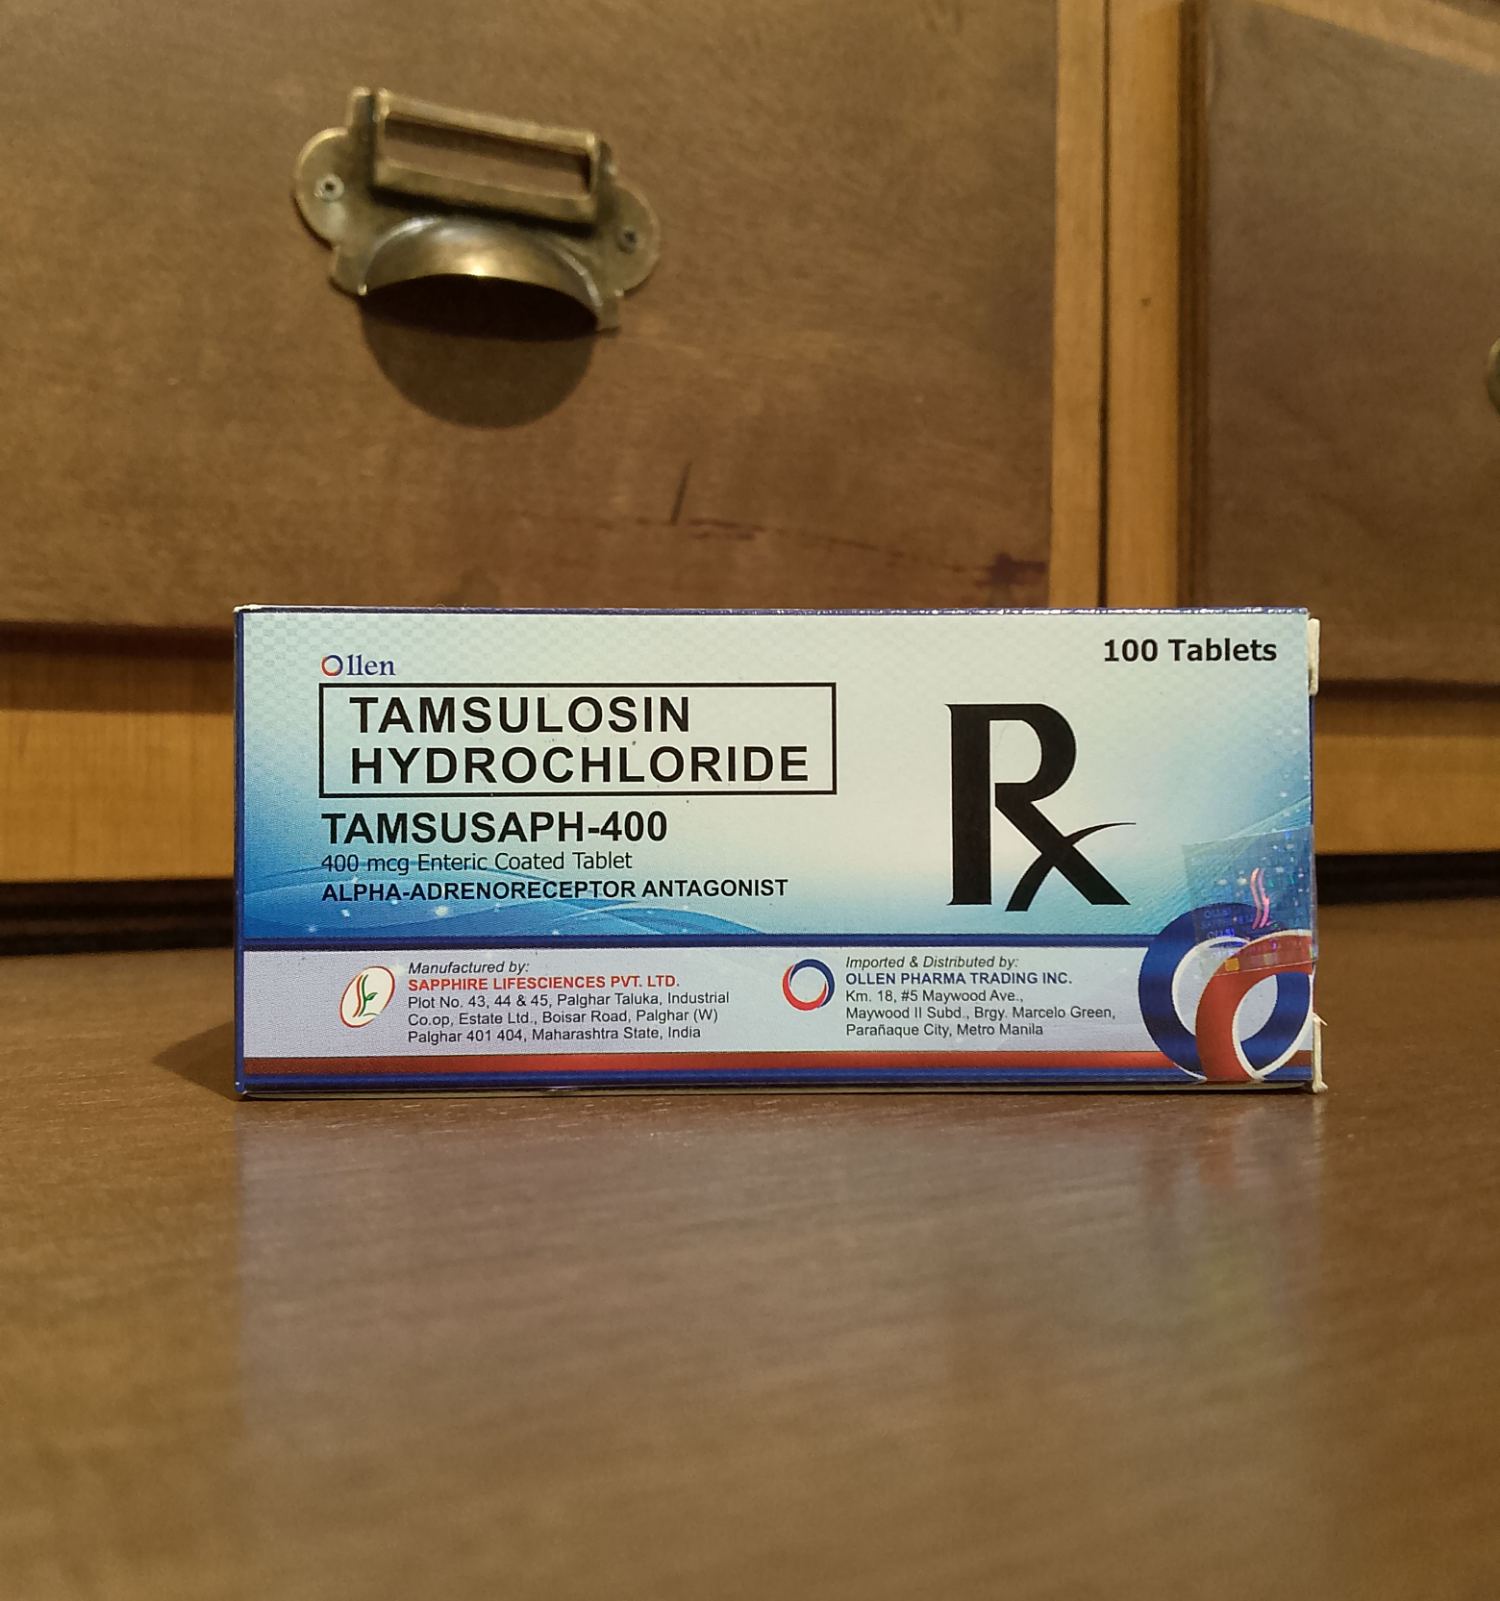 100 Tablets
Ollen
TAMSULOSIN
HYDROCHLORIDE
TAMSUSAPH-400
400 mcg Enteric Coated Tablet
ALPHA-ADRENORECEPTOR ANTAGONIST
Rx
Manufactured by:
SAPPHIRE LIFESCIENCES PVT. LTD.
Plot No. 43, 44 & 45, Palghar Taluka, Industrial
Co.op, Estate Ltd., Boisar Road, Palghar (W)
Palghar 401 404, Maharashtra State, India
Imported & Distributed by:
OLLEN PHARMA TRADING INC.
Km. 18, #5 Maywood Ave.,
Maywood II Subd., Brgy. Marcelo Green,
Parañaque City, Metro Manila